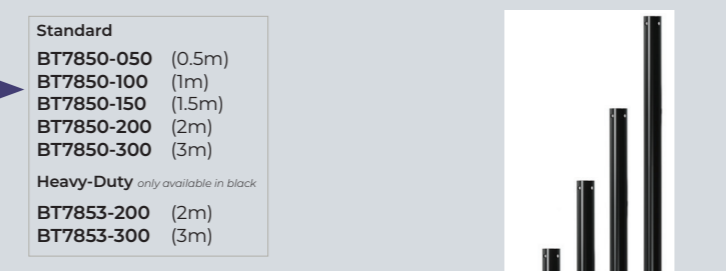 Standard
BT7850-050 (0.5m)
BT7850-100 (1m)
BT7850-150 (1.5m)
BT7850-200 (2m)
BT7850-300 (3m)
Heavy-Duty only available in black
BT7853-200 (2m)
BT7853-300 (3m)